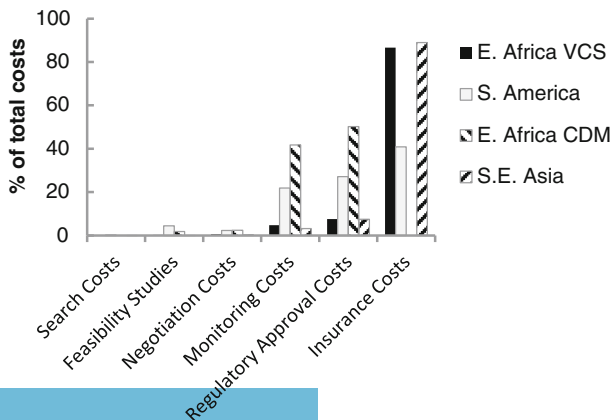 % of total costs
100
80
60
40
20
0
Search Costs
Feasibility Studies
Negotiation Costs
Monitoring Costs
Regulatory Approval Costs
Insurance Costs
E. Africa VCS
S. America
E. Africa CDM
S.E. Asia